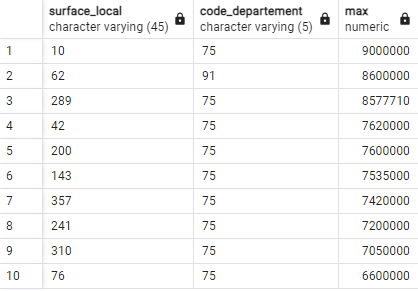 surface_local code_departement max
character varying (45) character varying (5) numeric
1 10 75 9000000
2 62 91 8600000
3 289 75 8577710
4 42 75 7620000
5 200 75 7600000
6 143 75 7535000
7 357 75 7420000
8 241 75 7200000
9 310 75 7050000
10 76 75 6600000